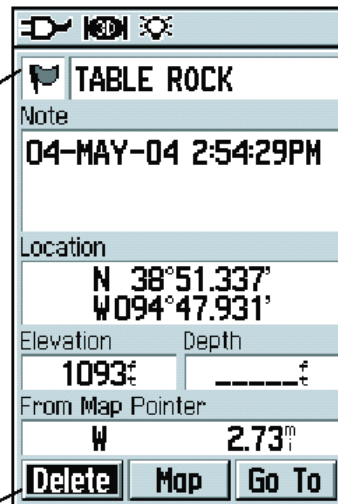 3D
TABLE ROCK
Note
04-MAY-04 2:54:29PM
Location
N 38°51.337'
W094°47.931'
Elevation Depth
1093ft _____ft
From Map Pointer
W 2.73mi
Delete Map Go To